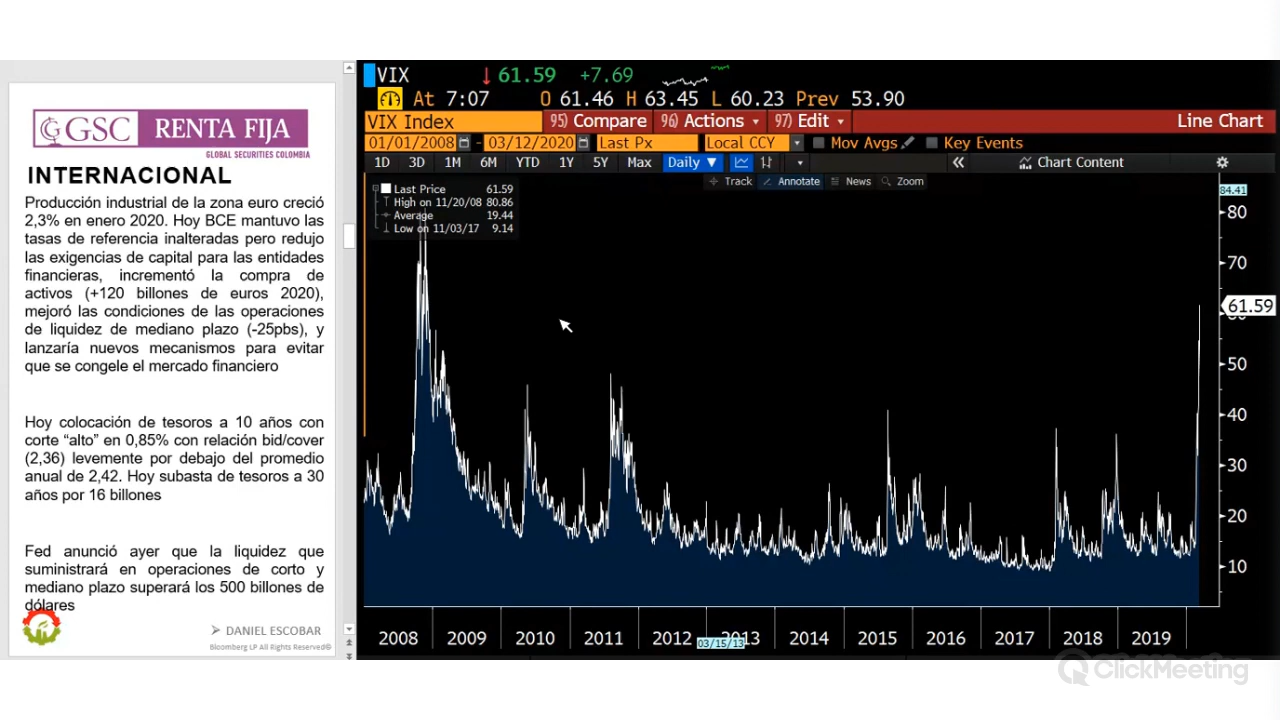 GSC RENTA FIJA
GLOBAL SECURITIES COLOMBIA
INTERNACIONAL
Producción industrial de la zona euro creció
2,3% en enero 2020. Hoy BCE mantuvo las
tasas de referencia inalteradas pero redujo
las exigencias de capital para las entidades
financieras, incrementó la compra de
activos (+120 billones de euros 2020),
mejoró las condiciones de las operaciones
de liquidez de mediano plazo (-25pbs), y
lanzaría nuevos mecanismos para evitar
que se congele el mercado financiero
Hoy colocación de tesoros a 10 años con
corte “alto” en 0,85% con relación bid/cover
(2,36) levemente por debajo del promedio
anual de 2,42. Hoy subasta de tesoros a 30
años por 16 billones
Fed anunció ayer que la liquidez que
suministrará en operaciones de corto y
mediano plazo superará los 500 billones de
dólares
➢ DANIEL ESCOBAR
Bloomberg LP All Rights Reserved®
VIX ↓ 61.59 +7.69
At 7:07 O 61.46 H 63.45 L 60.23 Prev 53.90
VIX Index 95) Compare 96) Actions 97) Edit Line Chart
01/01/2008 - 03/12/2020 Last Px Local CCY Mov Avgs Key Events
1D 3D 1M 6M YTD 1Y 5Y Max Daily ▼ « Chart Content
Track Annotate News Zoom
Last Price 61.59
High on 11/20/08 80.86
Average 19.44
Low on 11/03/17 9.14
84.41
80
70
61.59
60
50
40
30
20
10
2008 2009 2010 2011 2012 2013 2014 2015 2016 2017 2018 2019
03/15/13
ClickMeeting